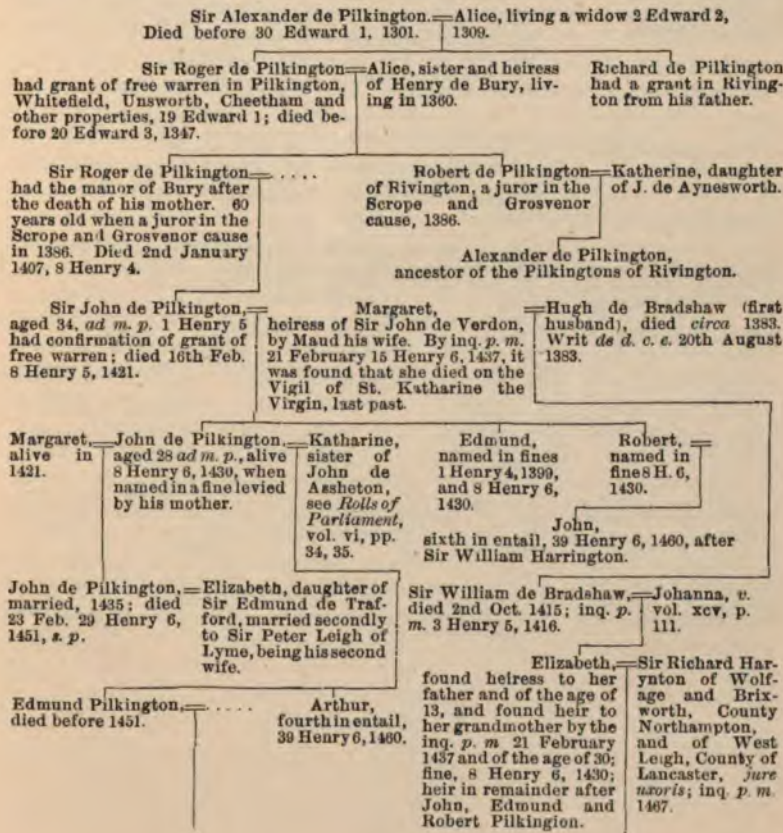 Sir Alexander de Pilkington.=Alice, living a widow 2 Edward 2,
Died before 30 Edward 1, 1301. 1309.
Sir Roger de Pilkington=Alice, sister and heiress
had grant of free warren in Pilkington, of Henry de Bury, liv-
Whitefield, Unsworth, Cheetham and ing in 1360.
other properties, 19 Edward 1; died be-
fore 20 Edward 3, 1347.
Richard de Pilkington
had a grant in Riving-
ton from his father.
Sir Roger de Pilkington= . . . .
had the manor of Bury after
the death of his mother. 60
years old when a juror in the
Scrope and Grosvenor cause
in 1386. Died 2nd January
1407, 8 Henry 4.
Robert de Pilkington=Katherine, daughter
of Rivington, a juror in the of J. de Aynesworth.
Scrope and Grosvenor
cause, 1386.
Alexander de Pilkington,
ancestor of the Pilkingtons of Rivington.
Sir John de Pilkington,=
aged 34, ad m. p. 1 Henry 5
had confirmation of grant of
free warren; died 16th Feb.
8 Henry 5, 1421.
Margaret,
heiress of Sir John de Verdon,
by Maud his wife. By inq. p. m.
21 February 15 Henry 6, 1437, it
was found that she died on the
Vigil of St. Katharine the
Virgin, last past.
=Hugh de Bradshaw (first
husband), died circa 1383.
Writ de d. c. e. 20th August
1383.
Margaret,=
alive in
1421.
John de Pilkington,=
aged 28 ad m. p., alive
8 Henry 6, 1430, when
named in a fine levied
by his mother.
Katharine,
sister of
John de
Assheton,
see Rolls of
Parliament,
vol. vi, pp.
34, 35.
Edmund,
named in fines
1 Henry 4, 1399,
and 8 Henry 6,
1430.
Robert, =
named in
fine 8 H. 6,
1430.
John,
sixth in entail, 39 Henry 6, 1460, after
Sir William Harrington.
John de Pilkington,=Elizabeth, daughter of
married, 1435; died Sir Edmund de Traf-
23 Feb. 29 Henry 6, ford, married secondly
1451, s. p. to Sir Peter Leigh of
Lyme, being his second
wife.
Sir William de Bradshaw,=Johanna, v.
died 2nd Oct. 1415; inq. p. vol. xcv, p.
m. 3 Henry 5, 1416. 111.
Edmund Pilkington,= . . . . .
died before 1451.
Arthur,
fourth in entail,
39 Henry 6, 1460.
Elizabeth,=
found heiress to her
father and of the age of
13, and found heir to
her grandmother by the
inq. p. m 21 February
1437 and of the age of 30;
fine, 8 Henry 6, 1430;
heir in remainder after
John, Edmund and
Robert Pilkington.
Sir Richard Har-
ynton of Wolf-
age and Brix-
worth, County
Northampton,
and of West
Leigh, County of
Lancaster, jure
uxoris; inq. p. m.
1467.